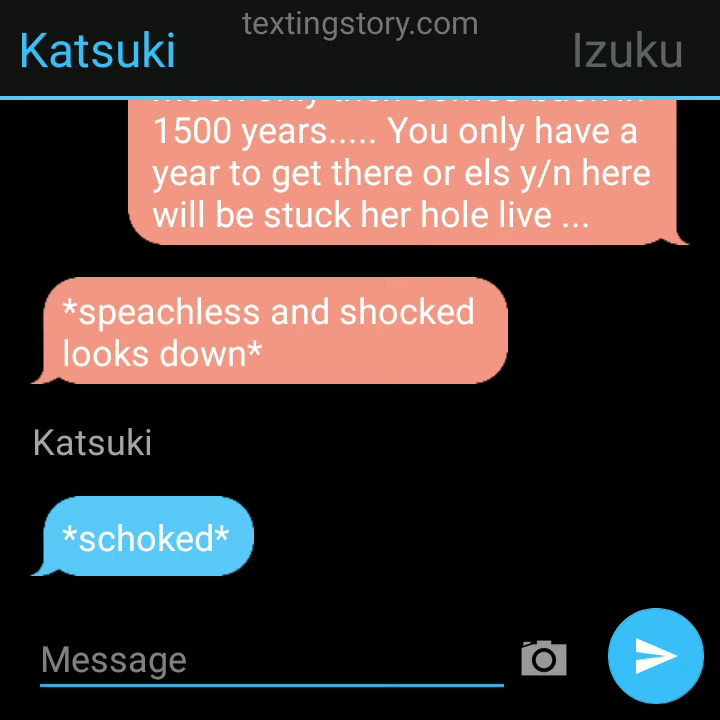 textingstory.com
Katsuki
Izuku
1500 years..... You only have a
year to get there or els y/n here
will be stuck her hole live ...
*speachless and shocked
looks down*
Katsuki
*schoked*
Message